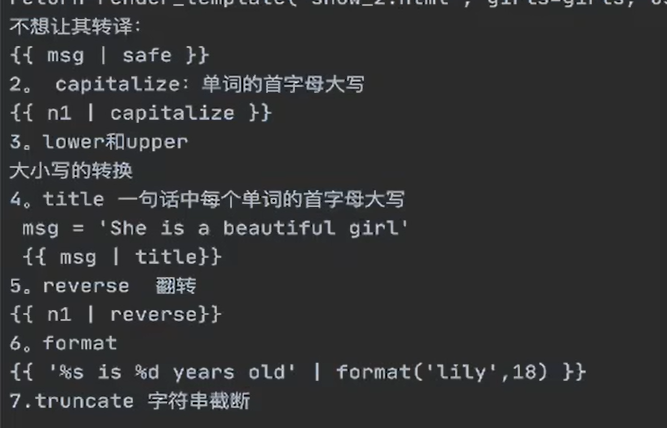 return render_template('show_2.html', girls=girls,
不想让其转译:
{{ msg | safe }}
2。 capitalize: 单词的首字母大写
{{ n1 | capitalize }}
3。lower和upper
大小写的转换
4。title 一句话中每个单词的首字母大写
msg = 'She is a beautiful girl'
{{ msg | title}}
5。reverse 翻转
{{ n1 | reverse}}
6。format
{{ '%s is %d years old' | format('lily',18) }}
7.truncate 字符串截断